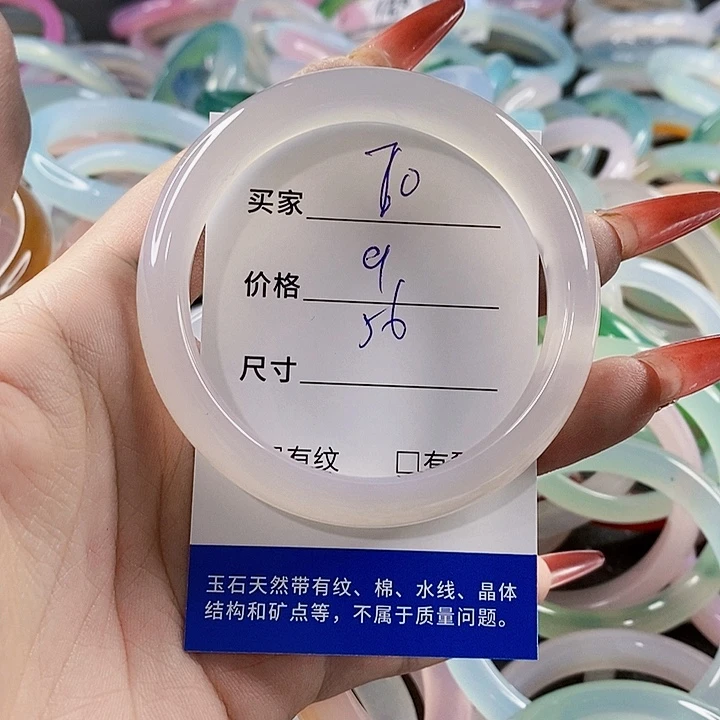 买家 70
价格 9
尺寸 56
有纹 □有
玉石天然带有纹、棉、水线、晶体
结构和矿点等，不属于质量问题。